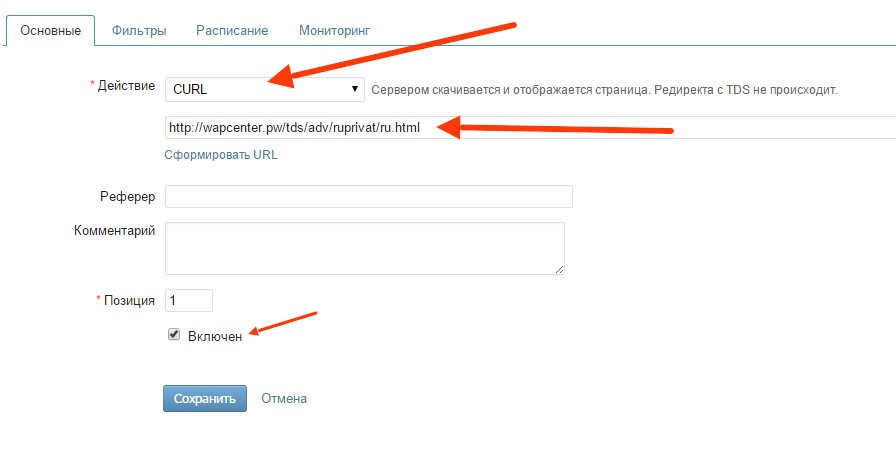 Основные Фильтры Расписание Мониторинг
* Действие CURL Сервером скачивается и отображается страница. Редиректа с TDS не происходит.
http://wapcenter.pw/tds/adv/ruprivat/ru.html
Сформировать URL
Реферер
Комментарий
* Позиция 1
Включен
Сохранить Отмена